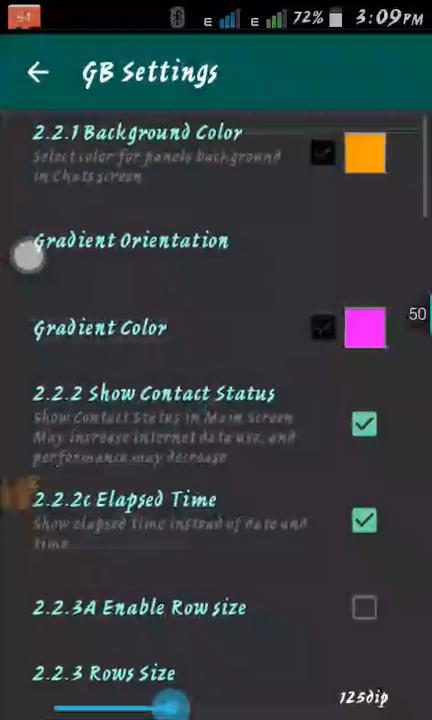 94 E E 72% 3:09PM
GB Settings
2.2.1 Background Color
Select color for panels background
in Chats screen
Gradient Orientation
50
Gradient Color
2.2.2 Show Contact Status
Show Contact Status in Main Screen
May increase internet data use, and
performance may decrease
2.2.2c Elapsed Time
Show elapsed time instead of date and
time
2.2.3A Enable Row size
2.2.3 Rows Size
125dip